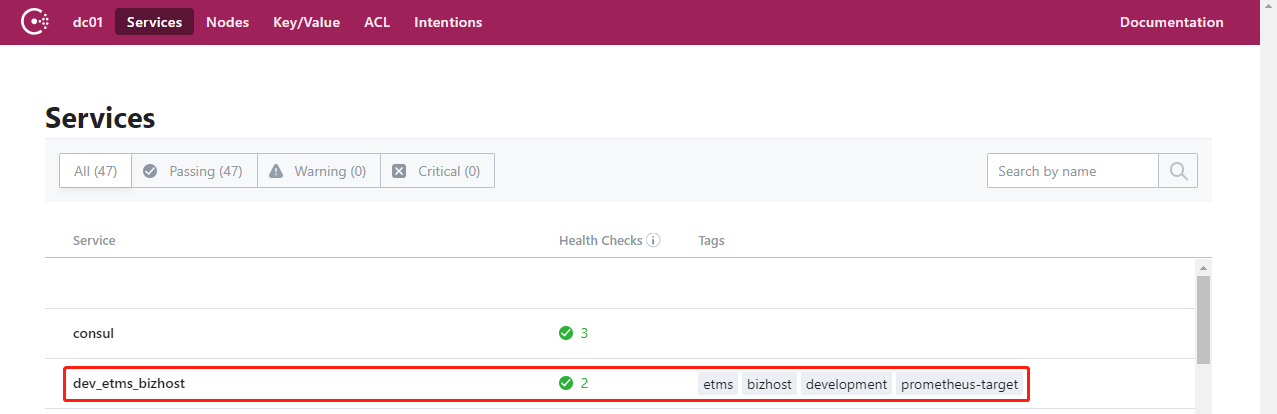 dc01 Services Nodes Key/Value ACL Intentions Documentation
Services
All (47) Passing (47) Warning (0) Critical (0) Search by name
Service Health Checks Tags
consul 3
dev_etms_bizhost 2 etms bizhost development prometheus-target